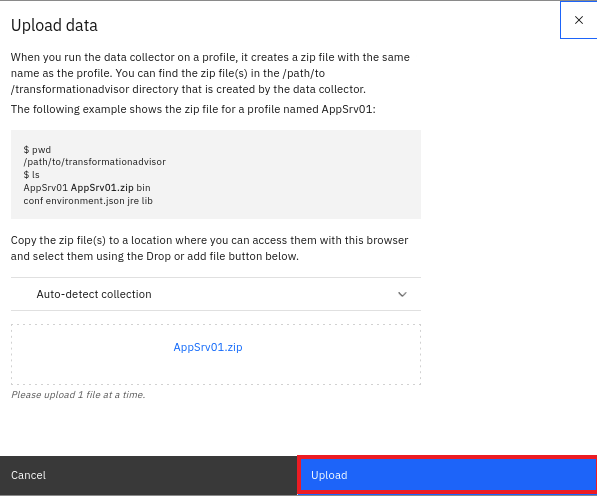 Upload data
When you run the data collector on a profile, it creates a zip file with the same
name as the profile. You can find the zip file(s) in the /path/to
/transformationadvisor directory that is created by the data collector.
The following example shows the zip file for a profile named AppSrv01:
$ pwd
/path/to/transformationadvisor
$ ls
AppSrv01 AppSrv01.zip bin
conf environment.json jre lib
Copy the zip file(s) to a location where you can access them with this browser
and select them using the Drop or add file button below.
Auto-detect collection
AppSrv01.zip
Please upload 1 file at a time.
Cancel
Upload